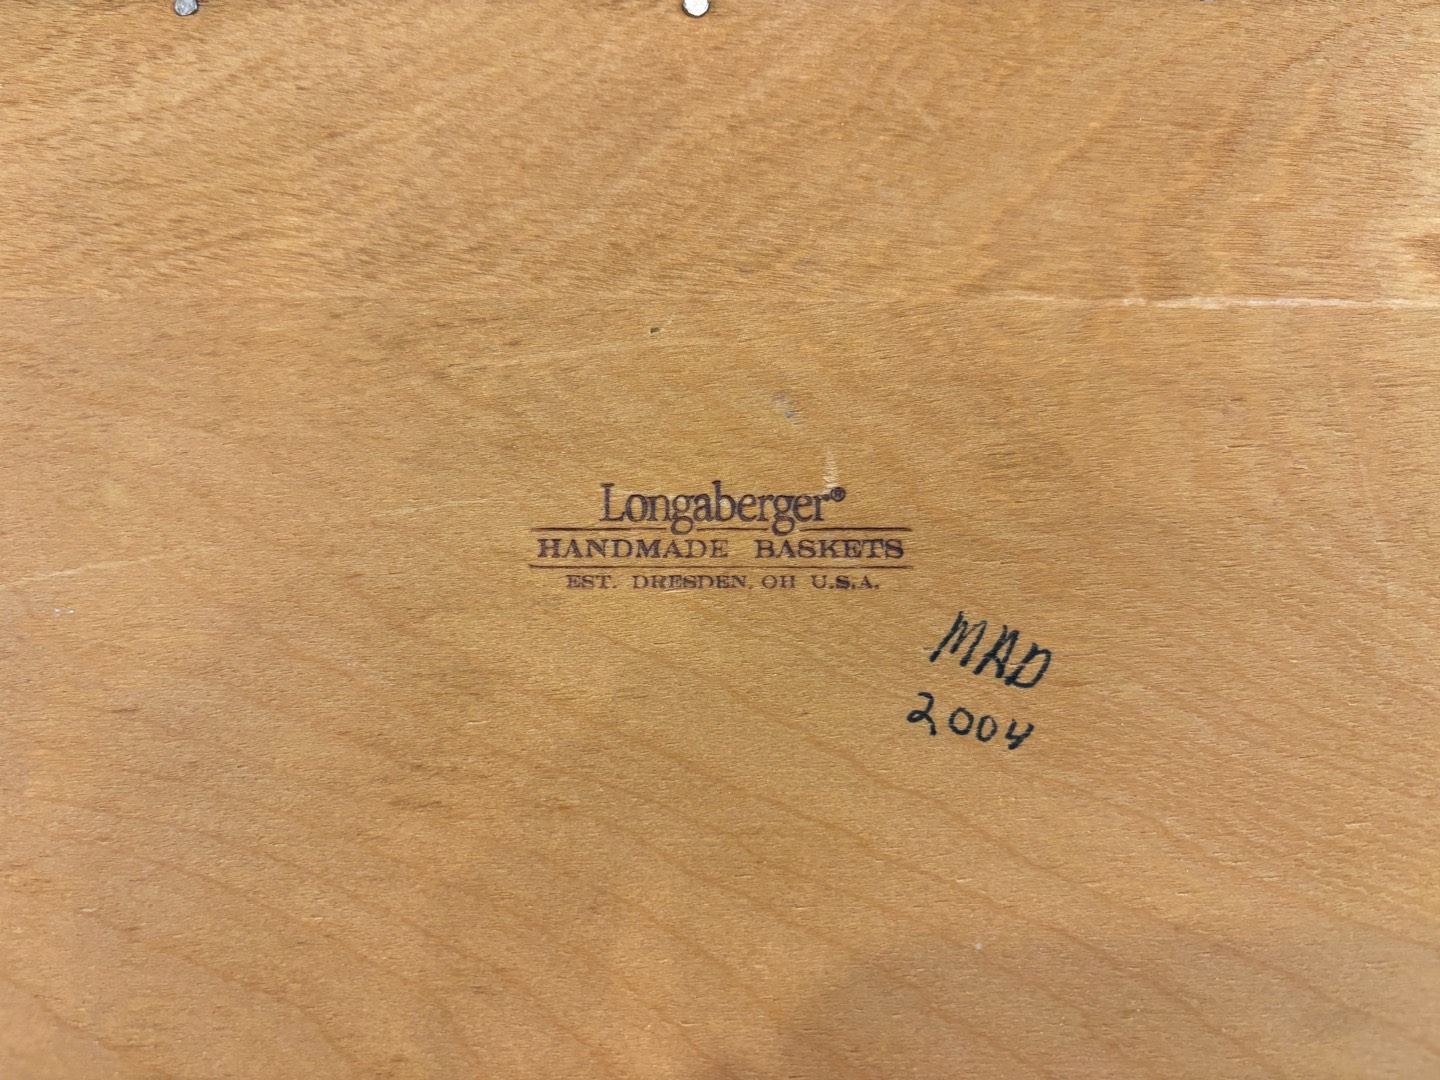 Longaberger®
HANDMADE BASKETS
EST. DRESDEN, OH U.S.A.
MAD
2004